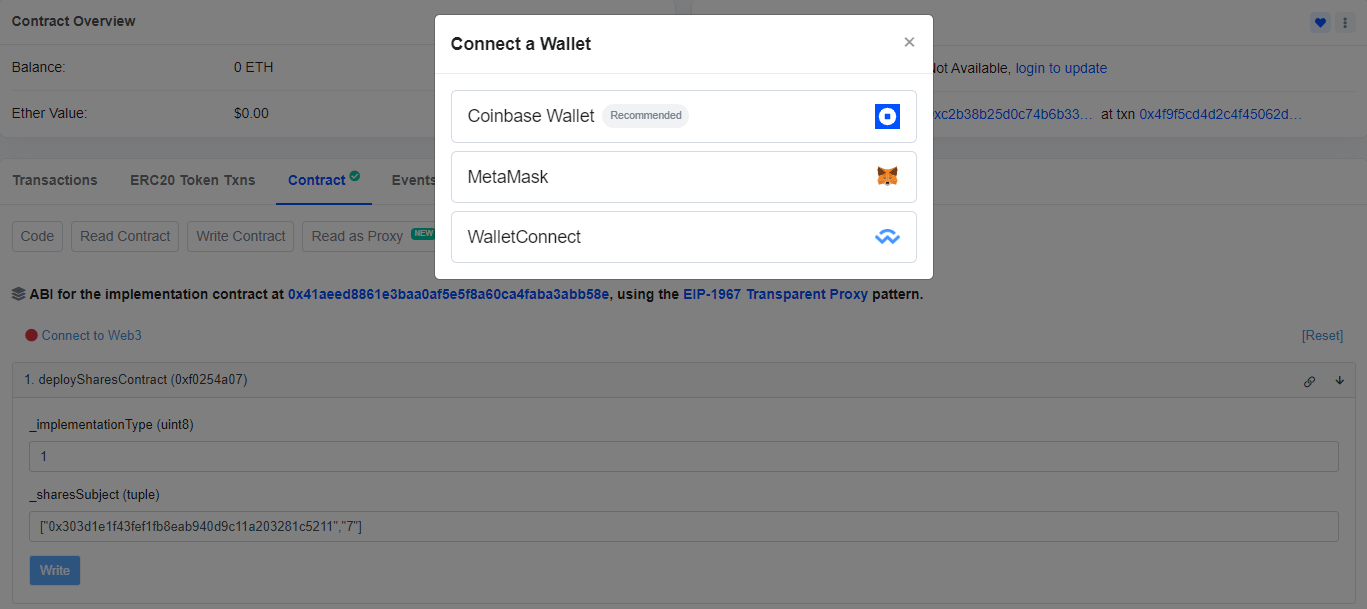 Contract Overview
Connect a Wallet
×
Balance:
0 ETH
Not Available, login to update
Coinbase Wallet Recommended
Ether Value:
$0.00
xc2b38b25d0c74b6b33... at txn 0x4f9f5cd4d2c4f45062d...
Transactions
ERC20 Token Txns
Contract
Events
MetaMask
Code
Read Contract
Write Contract
Read as Proxy NEW
WalletConnect
ABI for the implementation contract at 0x41aeed8861e3baa0af5e5f8a60ca4faba3abb58e, using the EIP-1967 Transparent Proxy pattern.
Connect to Web3
[Reset]
1. deploySharesContract (0xf0254a07)
_implementationType (uint8)
1
_sharesSubject (tuple)
["0x303d1e1f43fef1fb8eab940d9c11a203281c5211","7"]
Write